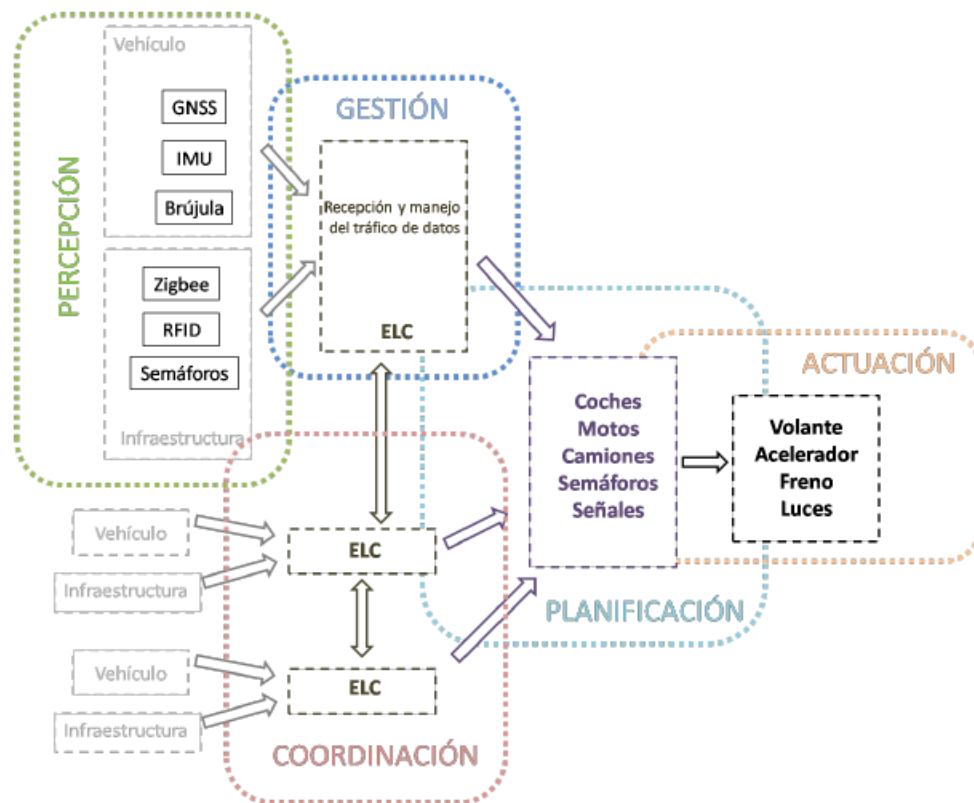 PERCEPCIÓN
Vehículo
GNSS
IMU
Brújula
Zigbee
RFID
Semáforos
Infraestructura
GESTIÓN
Recepción y manejo
del tráfico de datos
ELC
Vehículo
Infraestructura
ELC
Vehículo
Infraestructura
ELC
COORDINACIÓN
Coches
Motos
Camiones
Semáforos
Señales
PLANIFICACIÓN
ACTUACIÓN
Volante
Acelerador
Freno
Luces